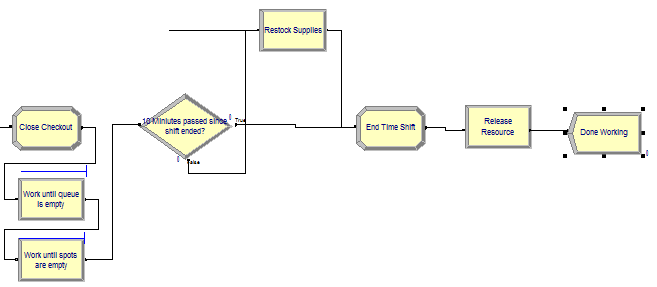 Restock Supplies
Close Checkout
10 Miniutes passed since
shift ended?
True
False
End Time Shift
Release
Resource
Done Working
Work until queue
is empty
Work until spots
are empty